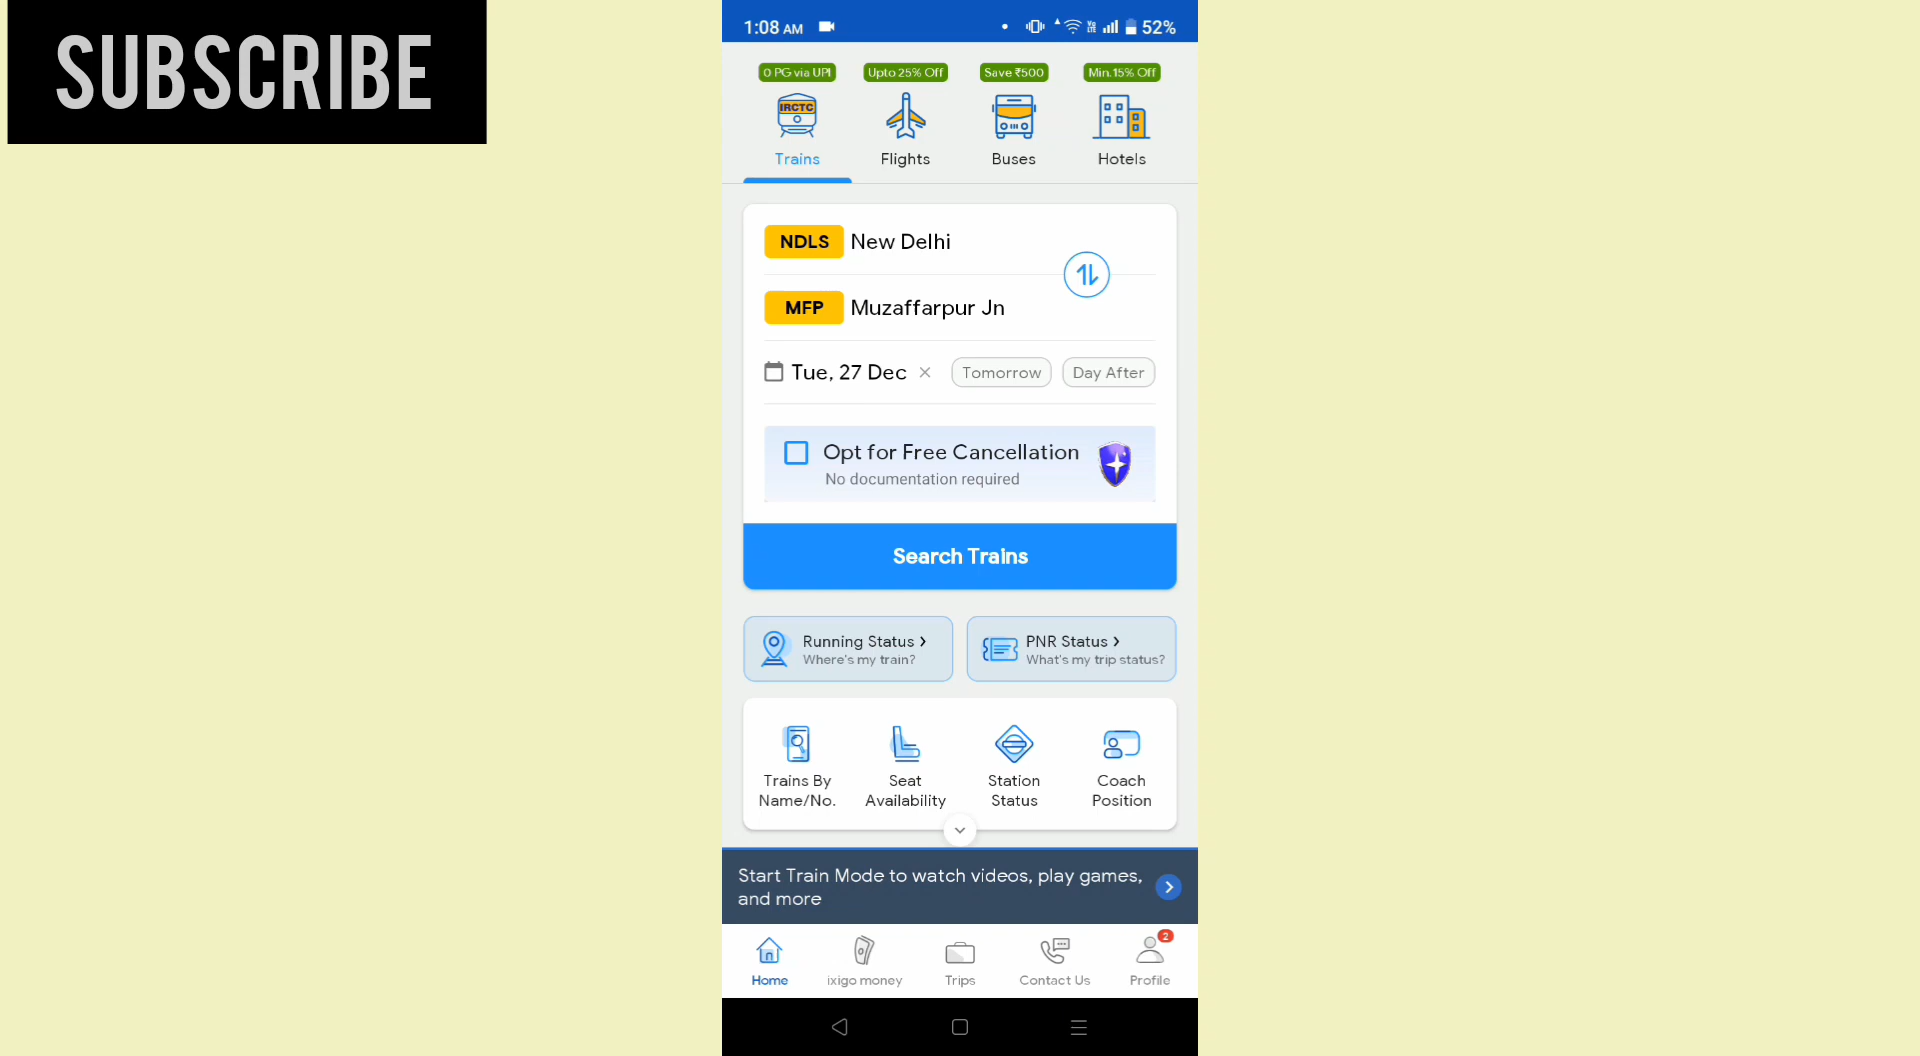 SUBSCRIBE
1:08 AM
52%
0 PG via UPI
Upto 25% Off
Save ₹500
Min.15% Off
IRCTC
Trains
Flights
Buses
Hotels
NDLS New Delhi
MFP Muzaffarpur Jn
Tue, 27 Dec × Tomorrow Day After
Opt for Free Cancellation
No documentation required
Search Trains
Running Status >
Where's my train?
PNR Status >
What's my trip status?
Trains By
Name/No.
Seat
Availability
Station
Status
Coach
Position
Start Train Mode to watch videos, play games,
and more
2
Home
ixigo money
Trips
Contact Us
Profile